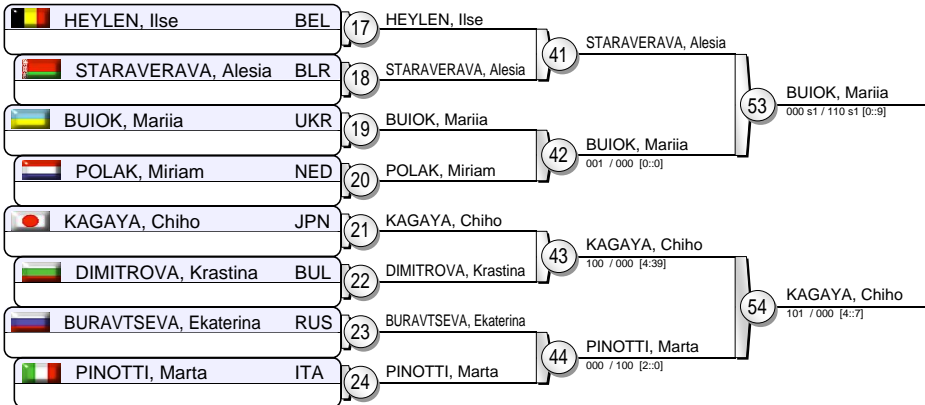 HEYLEN, Ilse BEL
STARAVERAVA, Alesia BLR
BUIOK, Mariia UKR
POLAK, Miriam NED
KAGAYA, Chiho JPN
DIMITROVA, Krastina BUL
BURAVTSEVA, Ekaterina RUS
PINOTTI, Marta ITA
17 HEYLEN, Ilse
18 STARAVERAVA, Alesia
19 BUIOK, Mariia
20 POLAK, Miriam
21 KAGAYA, Chiho
22 DIMITROVA, Krastina
23 BURAVTSEVA, Ekaterina
24 PINOTTI, Marta
41 STARAVERAVA, Alesia
42 BUIOK, Mariia
001 / 000 [0::0]
43 KAGAYA, Chiho
100 / 000 [4:39]
44 PINOTTI, Marta
000 / 100 [2::0]
53 BUIOK, Mariia
000 s1 / 110 s1 [0::9]
54 KAGAYA, Chiho
101 / 000 [4::7]